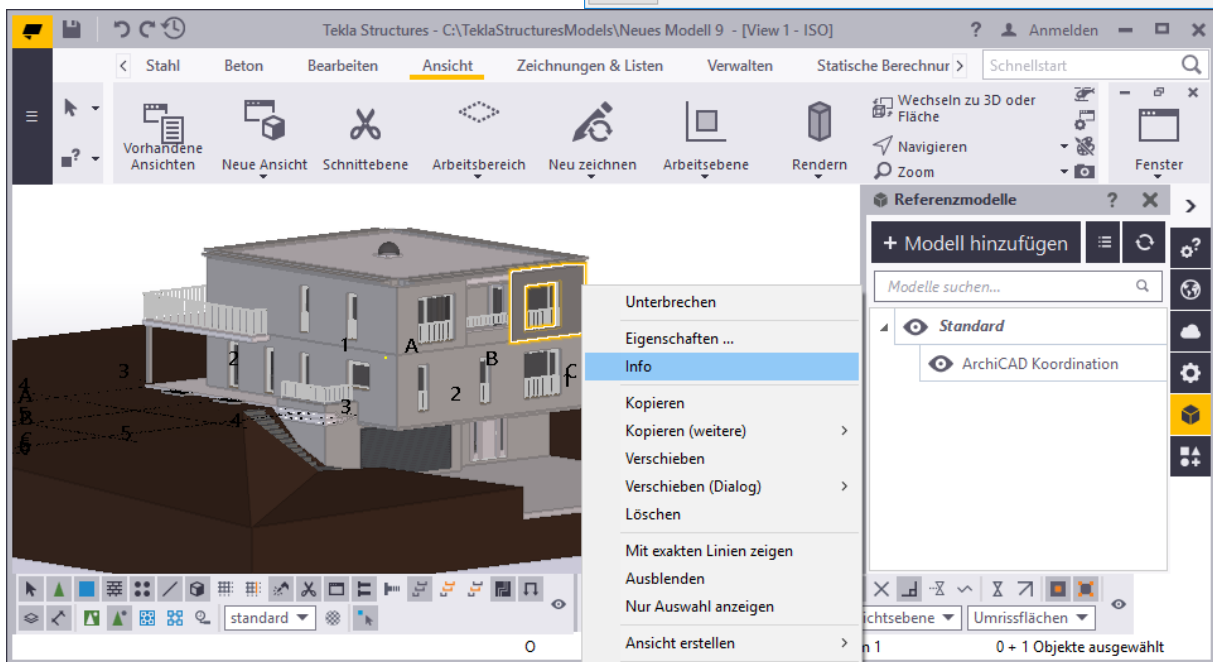 Tekla Structures - C:\TeklaStructuresModels\Neues Modell 9 - [View 1 - ISO]
? Anmelden
Stahl Beton Bearbeiten Ansicht Zeichnungen & Listen Verwalten Statische Berechnur
Schnellstart
Vorhandene
Ansichten
Neue Ansicht
Schnittebene
Arbeitsbereich
Neu zeichnen
Arbeitsebene
Rendern
Wechseln zu 3D oder
Fläche
Navigieren
Zoom
Fenster
Referenzmodelle ?
+ Modell hinzufügen
Modelle suchen...
Standard
ArchiCAD Koordination
3
2
1
A
B
C
2
3
4
5
4
A
6
Unterbrechen
Eigenschaften ...
Info
Kopieren
Kopieren (weitere)
Verschieben
Verschieben (Dialog)
Löschen
Mit exakten Linien zeigen
Ausblenden
Nur Auswahl anzeigen
Ansicht erstellen
standard
ichtsebene
Umrissflächen
O
n 1
0 + 1 Objekte ausgewählt